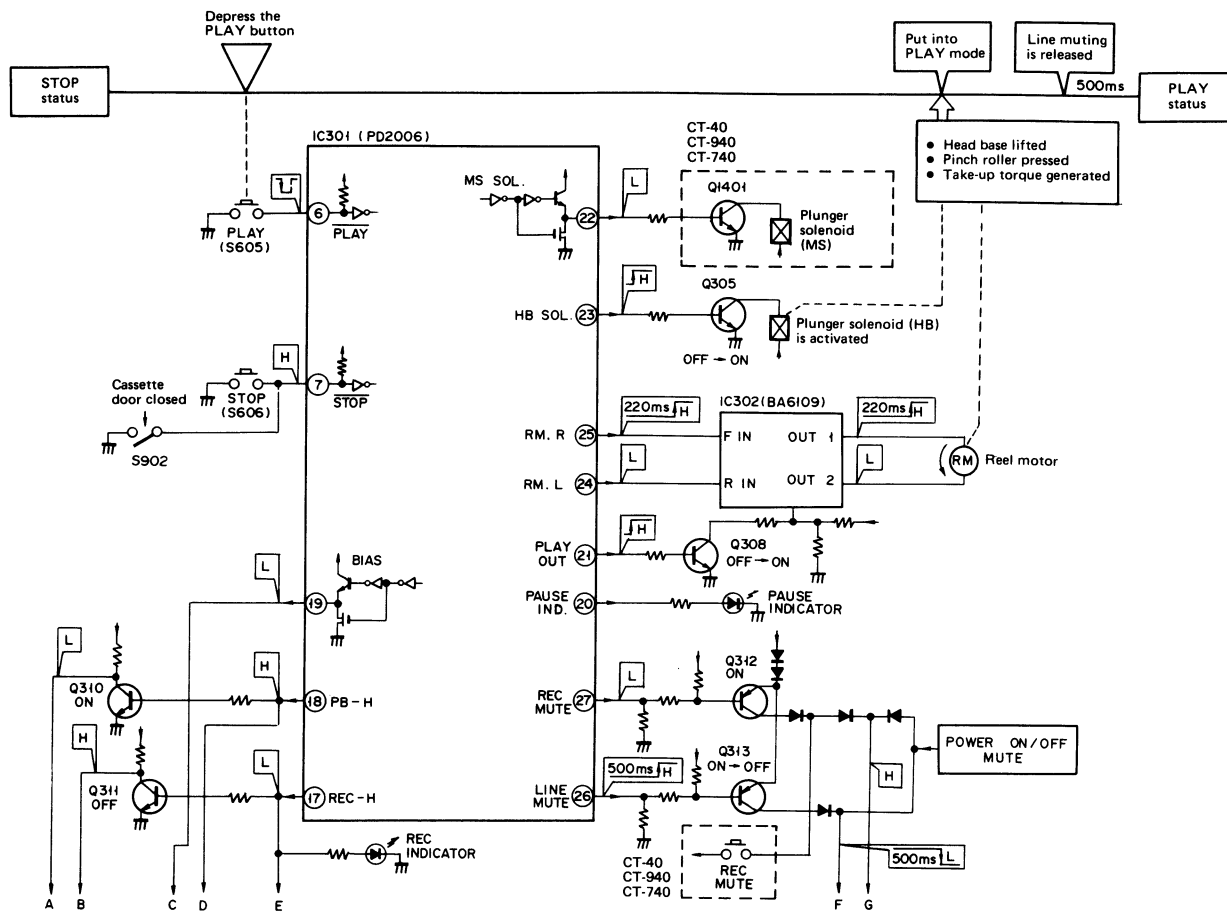 Depress the
PLAY button
STOP
status
Put into
PLAY mode
Line muting
is released
500ms
PLAY
status
● Head base lifted
● Pinch roller pressed
● Take-up torque generated
IC301 (PD2006)
CT-40
CT-940
CT-740
MS SOL.
22
L
Q1401
Plunger
solenoid
(MS)
6
PLAY
PLAY
(S605)
HB SOL.
23
H
Q305
OFF → ON
Plunger solenoid (HB)
is activated
H
7
STOP
STOP
(S606)
Cassette
door closed
S902
IC302(BA6109)
RM. R
25
220ms H
F IN
OUT 1
220ms H
RM. L
24
L
R IN
OUT 2
L
RM
Reel motor
PLAY
OUT
21
H
Q308
OFF → ON
BIAS
L
19
PAUSE
IND.
20
PAUSE
INDICATOR
L
Q310
ON
H
18
PB-H
REC
MUTE
27
L
Q312
ON
H
Q311
OFF
L
17
REC-H
LINE
MUTE
26
500ms H
Q313
ON → OFF
H
POWER ON/OFF
MUTE
REC
INDICATOR
CT-40
CT-940
CT-740
REC
MUTE
500ms L
A
B
C
D
E
F
G